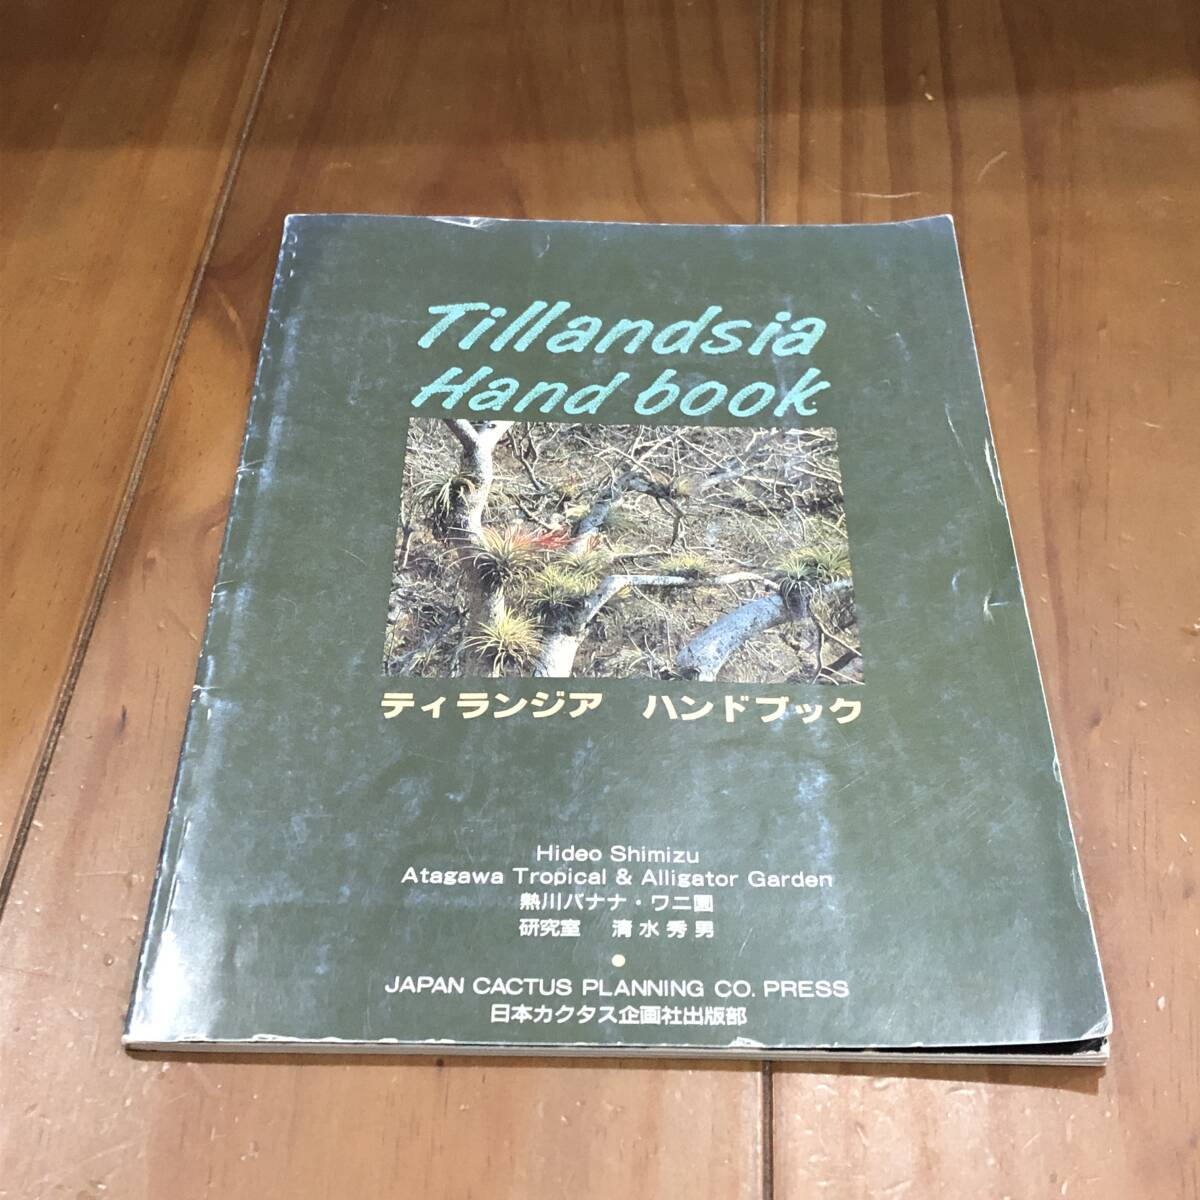 Tillandsia
Hand book
ティランジア ハンドブック
Hideo Shimizu
Atagawa Tropical & Alligator Garden
熱川バナナ・ワニ園
研究室 清水秀男
JAPAN CACTUS PLANNING CO. PRESS
日本カクタス企画社出版部